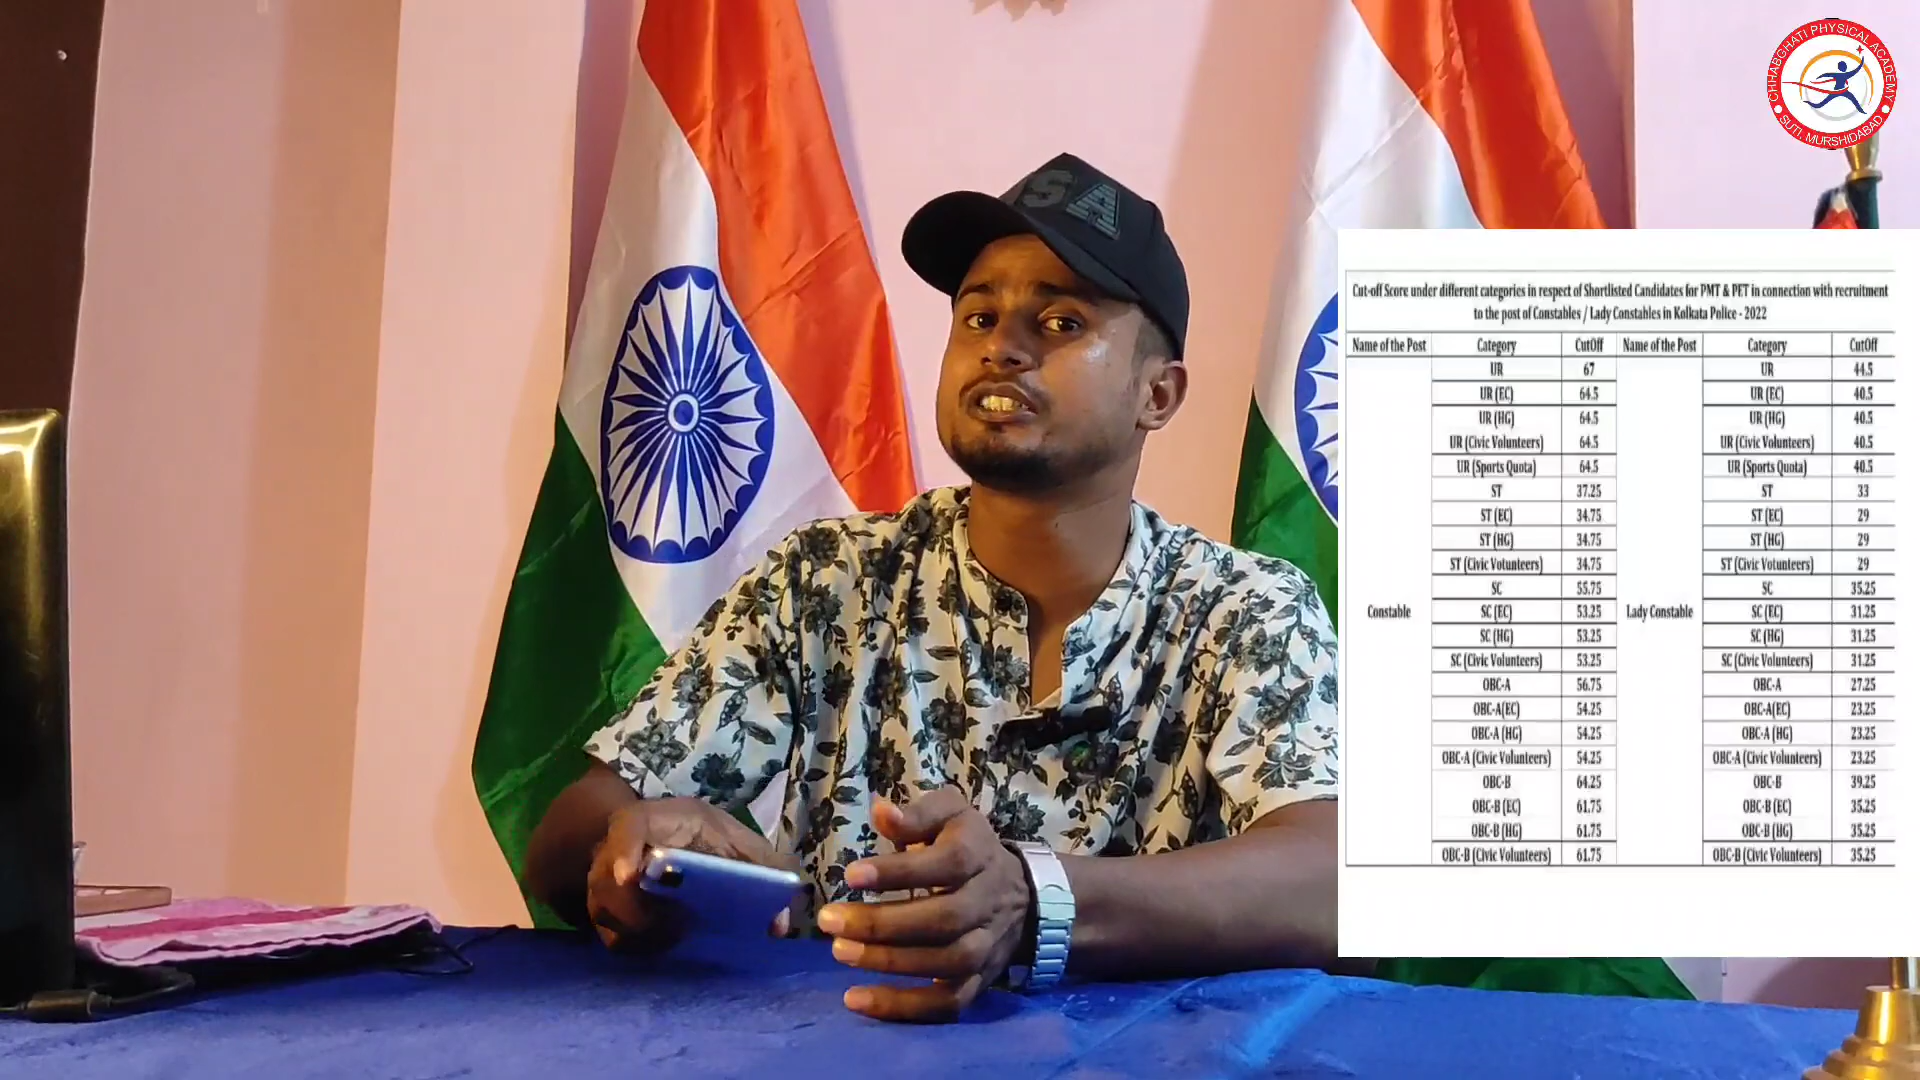 CHHABGHATI PHYSICAL ACADEMY
SUTI, MURSHIDABAD
SA
Cut-off Score under different categories in respect of Shortlisted Candidates for PMT & PET in connection with recruitment
to the post of Constables / Lady Constables in Kolkata Police - 2022
Name of the Post Category CutOff Name of the Post Category CutOff
UR 67 UR 44.5
UR (EC) 64.5 UR (EC) 40.5
UR (HG) 64.5 UR (HG) 40.5
UR (Civic Volunteers) 64.5 UR (Civic Volunteers) 40.5
UR (Sports Quota) 64.5 UR (Sports Quota) 40.5
ST 37.25 ST 33
ST (EC) 34.75 ST (EC) 29
ST (HG) 34.75 ST (HG) 29
ST (Civic Votunteers) 34.75 ST (Civic Votunteers) 29
SC 55.75 SC 35.25
Constable SC (EC) 53.25 Lady Constable SC (EC) 31.25
SC (HG) 53.25 SC (HG) 31.25
SC (Civic Volunteers) 53.25 SC (Civic Volunteers) 31.25
OBC-A 56.75 OBC-A 27.25
OBC-A(EC) 54.25 OBC-A(EC) 23.25
OBC-A (HG) 54.25 OBC-A (HG) 23.25
OBC-A (Civic Volunteers) 54.25 OBC-A (Civic Volunteers) 23.25
OBC-B 64.25 OBC-B 39.25
OBC-B (EC) 61.75 OBC-B (EC) 35.25
OBC-B (HG) 61.75 OBC-B (HG) 35.25
OBC-B (Civic Volunteers) 61.75 OBC-B (Civic Volunteers) 35.25